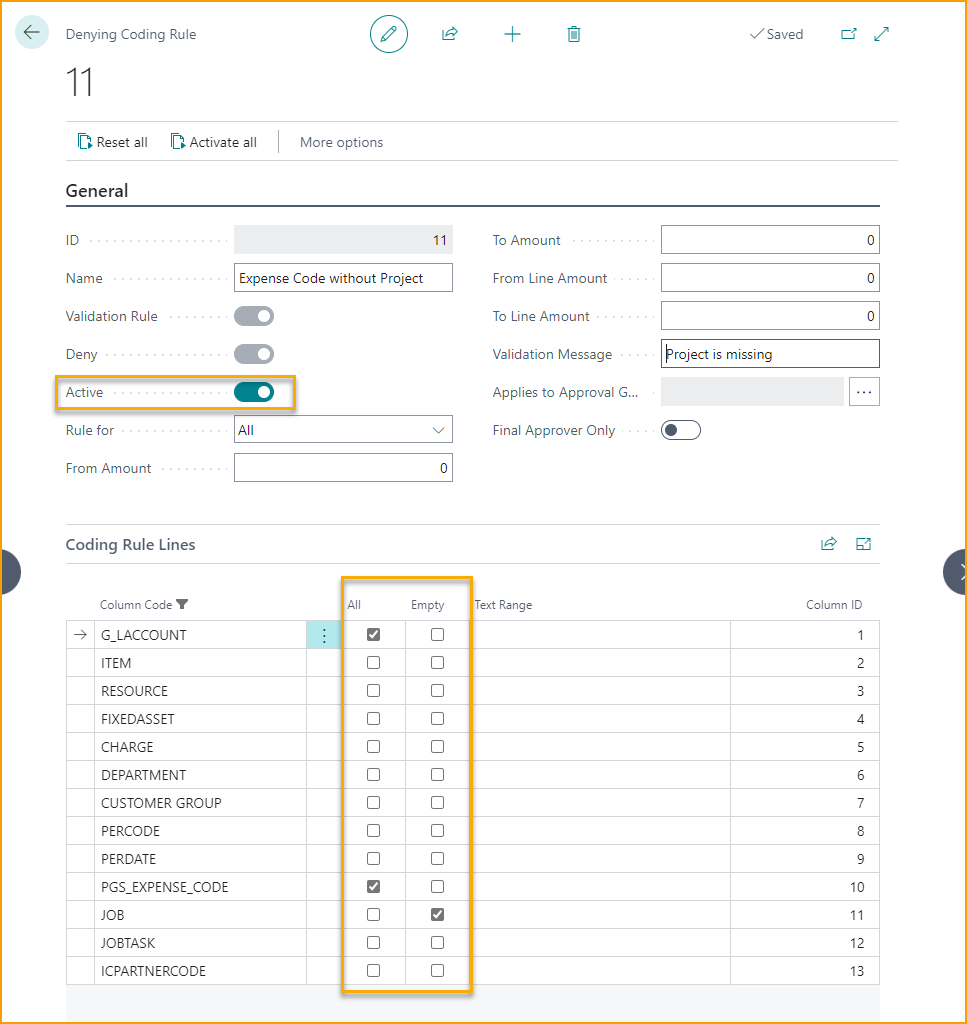 Denying Coding Rule
Saved
11
Reset all
Activate all
More options
General
ID 11
Name Expense Code without Project
Validation Rule
Deny
Active
Rule for All
From Amount 0
To Amount 0
From Line Amount 0
To Line Amount 0
Validation Message Project is missing
Applies to Approval G...
Final Approver Only
Coding Rule Lines
Column Code All Empty Text Range Column ID
G_LACCOUNT 1
ITEM 2
RESOURCE 3
FIXEDASSET 4
CHARGE 5
DEPARTMENT 6
CUSTOMER GROUP 7
PERCODE 8
PERDATE 9
PGS_EXPENSE_CODE 10
JOB 11
JOBTASK 12
ICPARTNERCODE 13